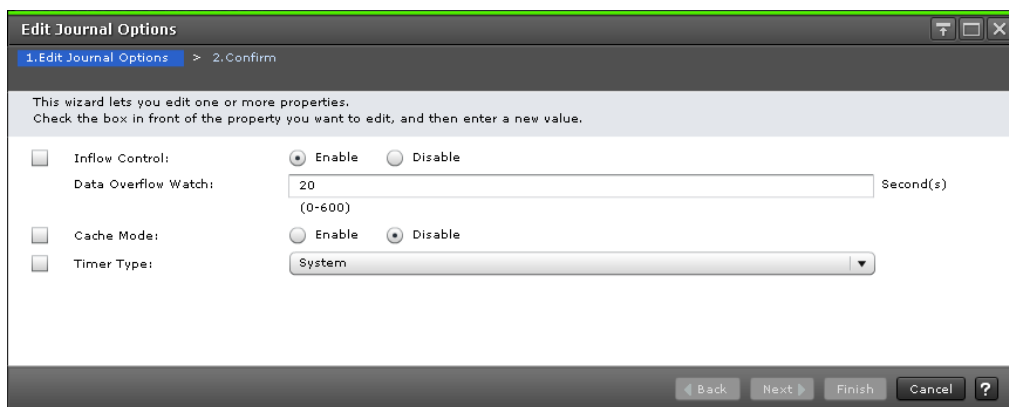 Edit Journal Options
1.Edit Journal Options > 2.Confirm
This wizard lets you edit one or more properties.
Check the box in front of the property you want to edit, and then enter a new value.
Inflow Control: Enable Disable
Data Overflow Watch: 20 Second(s)
(0-600)
Cache Mode: Enable Disable
Timer Type: System
Back Next Finish Cancel ?